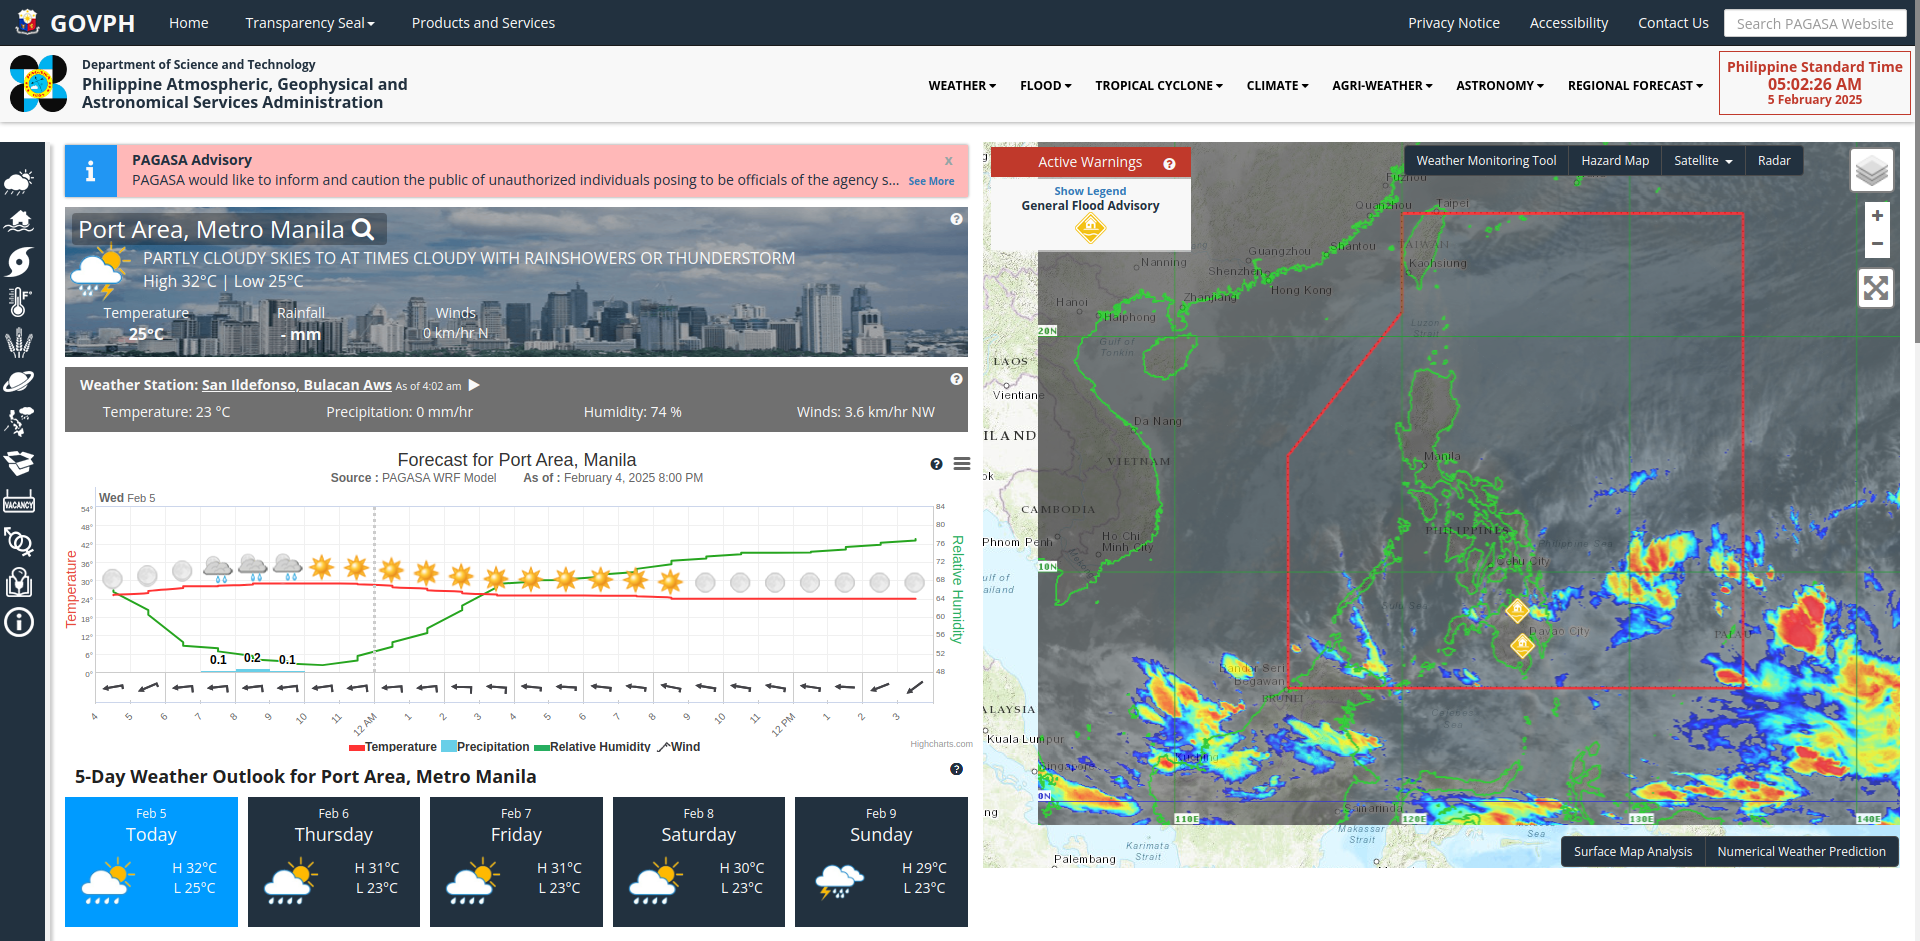 GOVPH
Home
Transparency Seal
Products and Services
Privacy Notice
Accessibility
Contact Us
Search PAGASA Website
Department of Science and Technology
Philippine Atmospheric, Geophysical and
Astronomical Services Administration
WEATHER
FLOOD
TROPICAL CYCLONE
CLIMATE
AGRI-WEATHER
ASTRONOMY
REGIONAL FORECAST
Philippine Standard Time
05:02:26 AM
5 February 2025
VACANCY
PAGASA Advisory
x
PAGASA would like to inform and caution the public of unauthorized individuals posing to be officials of the agency s...
See More
Port Area, Metro Manila
PARTLY CLOUDY SKIES TO AT TIMES CLOUDY WITH RAINSHOWERS OR THUNDERSTORM
High 32°C | Low 25°C
Temperature
Rainfall
Winds
25°C
- mm
0 km/hr N
Weather Station: San Ildefonso, Bulacan Aws As of 4:02 am
Temperature: 23 °C
Precipitation: 0 mm/hr
Humidity: 74 %
Winds: 3.6 km/hr NW
Forecast for Port Area, Manila
Source : PAGASA WRF Model As of : February 4, 2025 8:00 PM
Wed Feb 5
54°
48°
42°
36°
30°
24°
18°
12°
6°
0°
Temperature
84
80
76
72
68
64
60
56
52
48
Relative Humidity
0.1
0.2
0.1
4
5
6
7
8
9
10
11
12 AM
1
2
3
4
5
6
7
8
9
10
11
12 PM
1
2
3
Temperature
Precipitation
Relative Humidity
Wind
Highcharts.com
5-Day Weather Outlook for Port Area, Metro Manila
Feb 5
Today
H 32°C
L 25°C
Feb 6
Thursday
H 31°C
L 23°C
Feb 7
Friday
H 31°C
L 23°C
Feb 8
Saturday
H 30°C
L 23°C
Feb 9
Sunday
H 29°C
L 23°C
Active Warnings
Show Legend
General Flood Advisory
Weather Monitoring Tool
Hazard Map
Satellite
Radar
+
−
Fuzhou
Quanzhou
Taipei
Shantou
TAIWAN
Guangzhou
Kaohsiung
Nanning
Shenzhen
Hong Kong
Zhanjiang
Hanoi
Haiphong
Luzon
Strait
20N
Gulf of
Tonkin
LAOS
Vientiane
Da Nang
ILAND
Manila
VIETNAM
ok
CAMBODIA
PHILIPPINES
Phnom Penh
Ho Chi
Minh City
10N
Cebu City
ulf of
ailand
Davao City
PALAU
Bandar Seri
Begawan
BRUNEI
ALAYSIA
Kuala Lumpur
Kuching
Singapore
0N
Samarinda
110E
120E
130E
140E
ng
Makassar
Strait
Sea
Karimata
Strait
Palembang
Surface Map Analysis
Numerical Weather Prediction